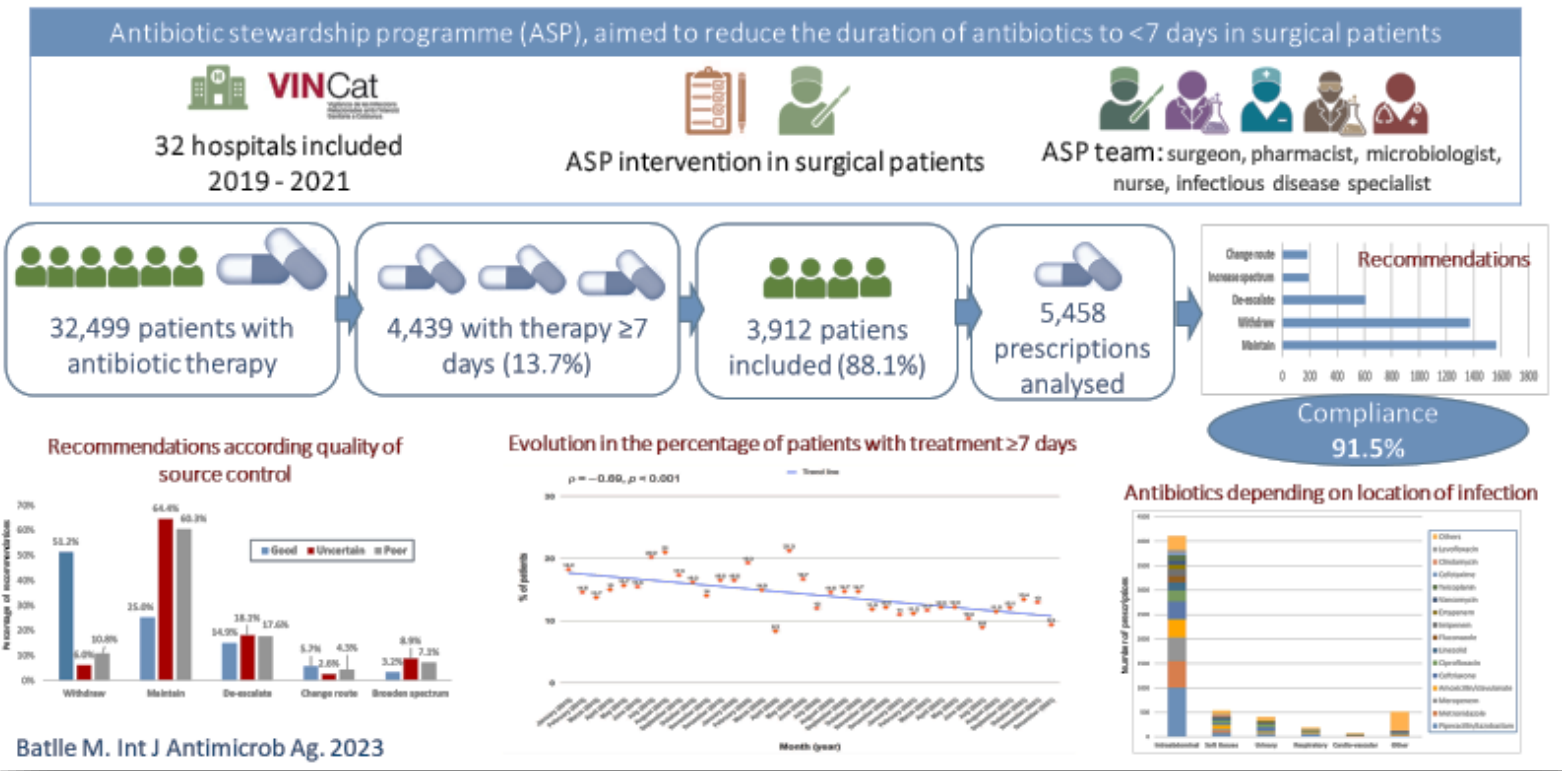 Antibiotic stewardship programme (ASP), aimed to reduce the duration of antibiotics to <7 days in surgical patients
VINCat
32 hospitals included
2019 - 2021
ASP intervention in surgical patients
ASP team: surgeon, pharmacist, microbiologist,
nurse, infectious disease specialist
32,499 patients with
antibiotic therapy
4,439 with therapy ≥7
days (13.7%)
3,912 patiens
included (88.1%)
5,458
prescriptions
analysed
Recommendations
Change route
Increase spectrum
De-escalate
Withdraw
Maintain
0 200 400 600 800 1000 1200 1400 1600 1800
Compliance
91.5%
Recommendations according quality of
source control
Percentage of recommendations
70%
60%
50%
40%
30%
20%
10%
0%
51.2%
6.0%
10.8%
25.0%
64.4%
60.3%
14.9%
18.2%
17.6%
5.7%
2.6%
4.3%
3.2%
8.9%
7.1%
Good Uncertain Poor
Withdraw Maintain De-escalate Change route Broaden spectrum
Evolution in the percentage of patients with treatment ≥7 days
ρ = −0.69, p < 0.001
Trend line
% of patients
30
20
10
0
Month (year)
Antibiotics depending on location of infection
Number of prescriptions
Others
Levofloxacin
Clindamycin
Cefotaxime
Teicoplanin
Vancomycin
Ertapenem
Imipenem
Fluconazole
Linezolid
Ciprofloxacin
Ceftriaxone
Amoxicillin/clavulanate
Meropenem
Metronidazole
Piperacillin/tazobactam
Intraabdominal Soft tissues Urinary Respiratory Cardio-vascular Other
Batlle M. Int J Antimicrob Ag. 2023